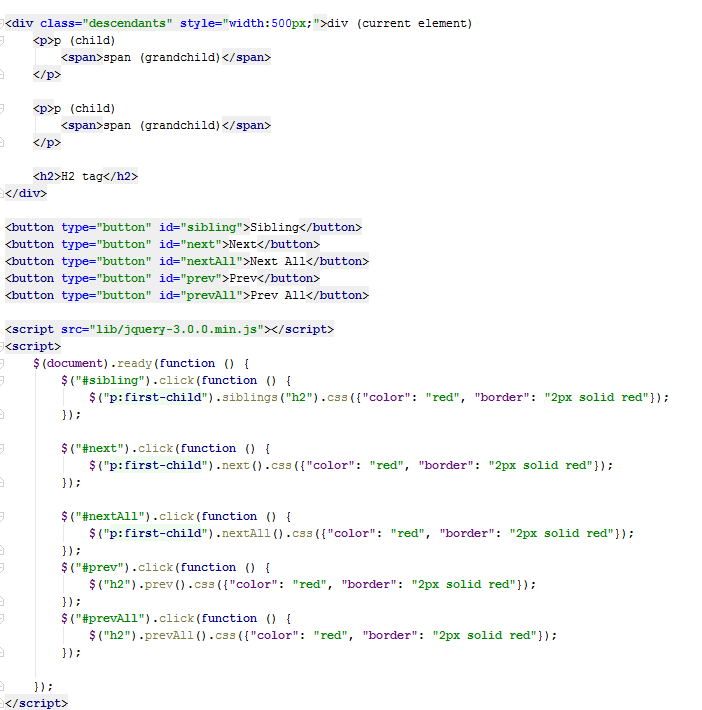 <div class="descendants" style="width:500px;">div (current element)
    <p>p (child)
        <span>span (grandchild)</span>
    </p>

    <p>p (child)
        <span>span (grandchild)</span>
    </p>

    <h2>H2 tag</h2>
</div>

<button type="button" id="sibling">Sibling</button>
<button type="button" id="next">Next</button>
<button type="button" id="nextAll">Next All</button>
<button type="button" id="prev">Prev</button>
<button type="button" id="prevAll">Prev All</button>

<script src="lib/jquery-3.0.0.min.js"></script>
<script>
    $(document).ready(function () {
        $("#sibling").click(function () {
            $("p:first-child").siblings("h2").css({"color": "red", "border": "2px solid red"});
        });

        $("#next").click(function () {
            $("p:first-child").next().css({"color": "red", "border": "2px solid red"});
        });

        $("#nextAll").click(function () {
            $("p:first-child").nextAll().css({"color": "red", "border": "2px solid red"});
        });
        $("#prev").click(function () {
            $("h2").prev().css({"color": "red", "border": "2px solid red"});
        });
        $("#prevAll").click(function () {
            $("h2").prevAll().css({"color": "red", "border": "2px solid red"});
        });

    });
</script>